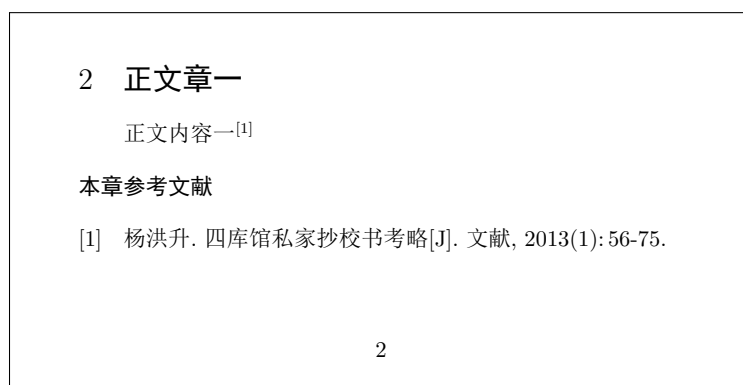 2 正文章一
正文内容一[1]
本章参考文献
[1] 杨洪升. 四库馆私家抄校书考略[J]. 文献, 2013(1): 56-75.
2